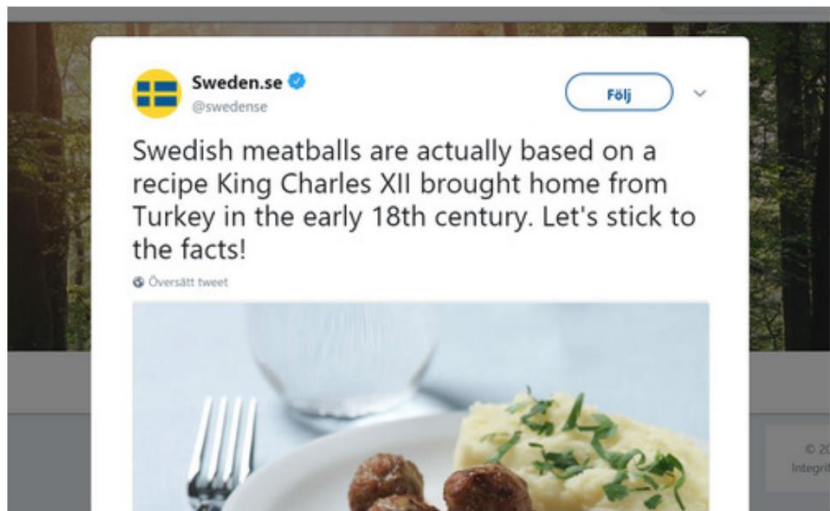 Sweden.se
@swedense
Följ
Swedish meatballs are actually based on a
recipe King Charles XII brought home from
Turkey in the early 18th century. Let's stick to
the facts!
Översätt tweet
© 20